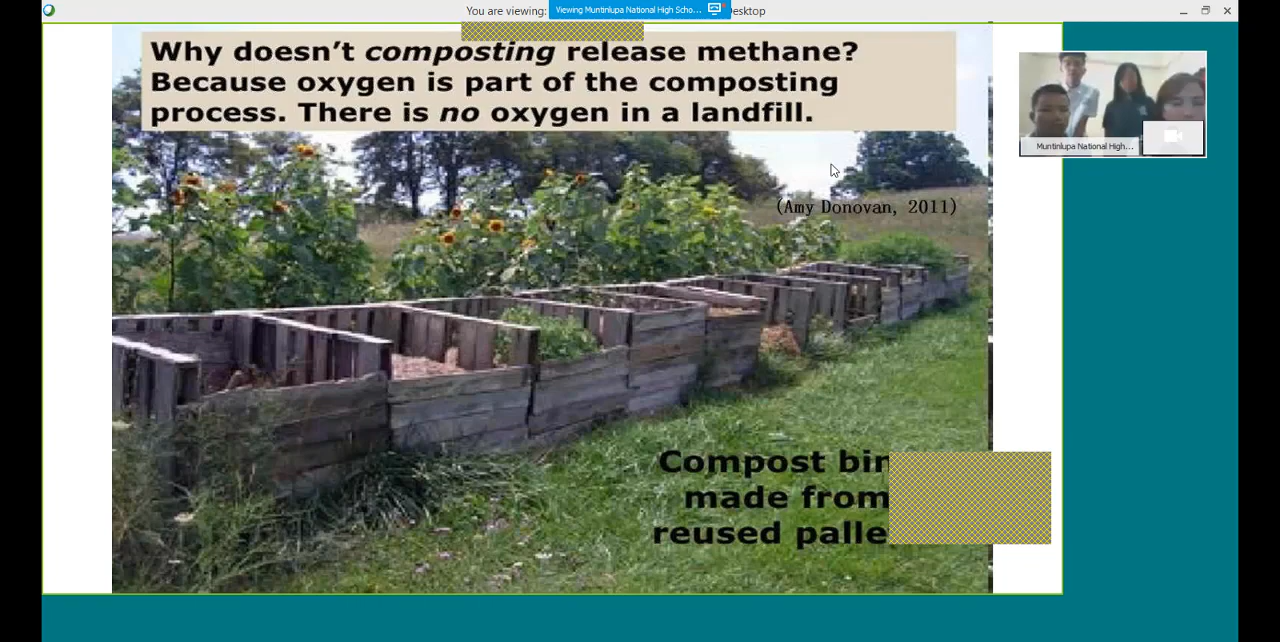 You are viewing:
Viewing Muntinlupa National High Scho...
Desktop
Why doesn't composting release methane?
Because oxygen is part of the composting
process. There is no oxygen in a landfill.
(Amy Donovan, 2011)
Muntinlupa National High...
Compost bin
made from
reused palle